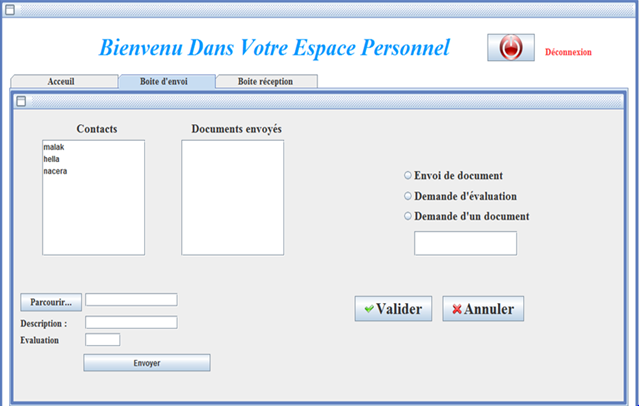 Bienvenu Dans Votre Espace Personnel
Déconnexion
Acceuil
Boite d'envoi
Boite réception
Contacts
Documents envoyés
malak
hella
nacera
Envoi de document
Demande d'évaluation
Demande d'un document
Parcourir...
Valider
Annuler
Description :
Evaluation
Envoyer